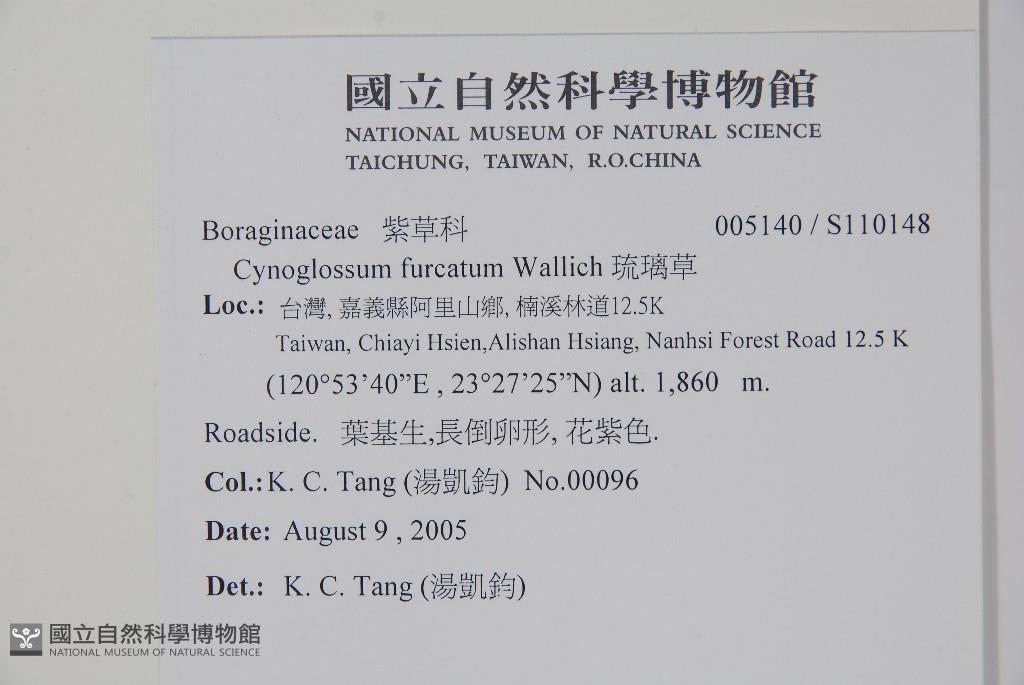 國立自然科學博物館
NATIONAL MUSEUM OF NATURAL SCIENCE
TAICHUNG, TAIWAN, R.O.CHINA
Boraginaceae 紫草科 005140 / S110148
Cynoglossum furcatum Wallich 琉璃草
Loc.: 台灣, 嘉義縣阿里山鄉, 楠溪林道12.5K
Taiwan, Chiayi Hsien,Alishan Hsiang, Nanhsi Forest Road 12.5 K
(120°53’40”E , 23°27’25”N) alt. 1,860 m.
Roadside. 葉基生,長倒卵形, 花紫色.
Col.:K. C. Tang (湯凱鈞) No.00096
Date: August 9 , 2005
Det.: K. C. Tang (湯凱鈞)
國立自然科學博物館
NATIONAL MUSEUM OF NATURAL SCIENCE